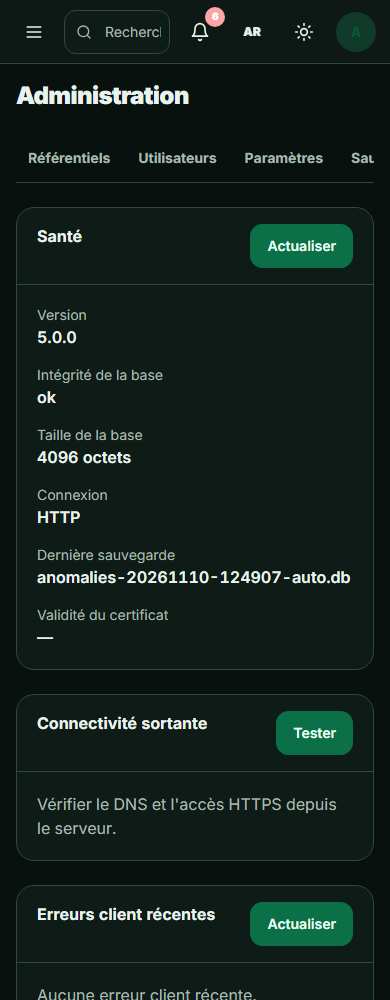 Recherc
6
AR
A
Administration
Référentiels Utilisateurs Paramètres Sau
Santé
Actualiser
Version
5.0.0
Intégrité de la base
ok
Taille de la base
4096 octets
Connexion
HTTP
Dernière sauvegarde
anomalies-20261110-124907-auto.db
Validité du certificat
—
Connectivité sortante
Tester
Vérifier le DNS et l'accès HTTPS depuis
le serveur.
Erreurs client récentes
Actualiser
Aucune erreur client récente.